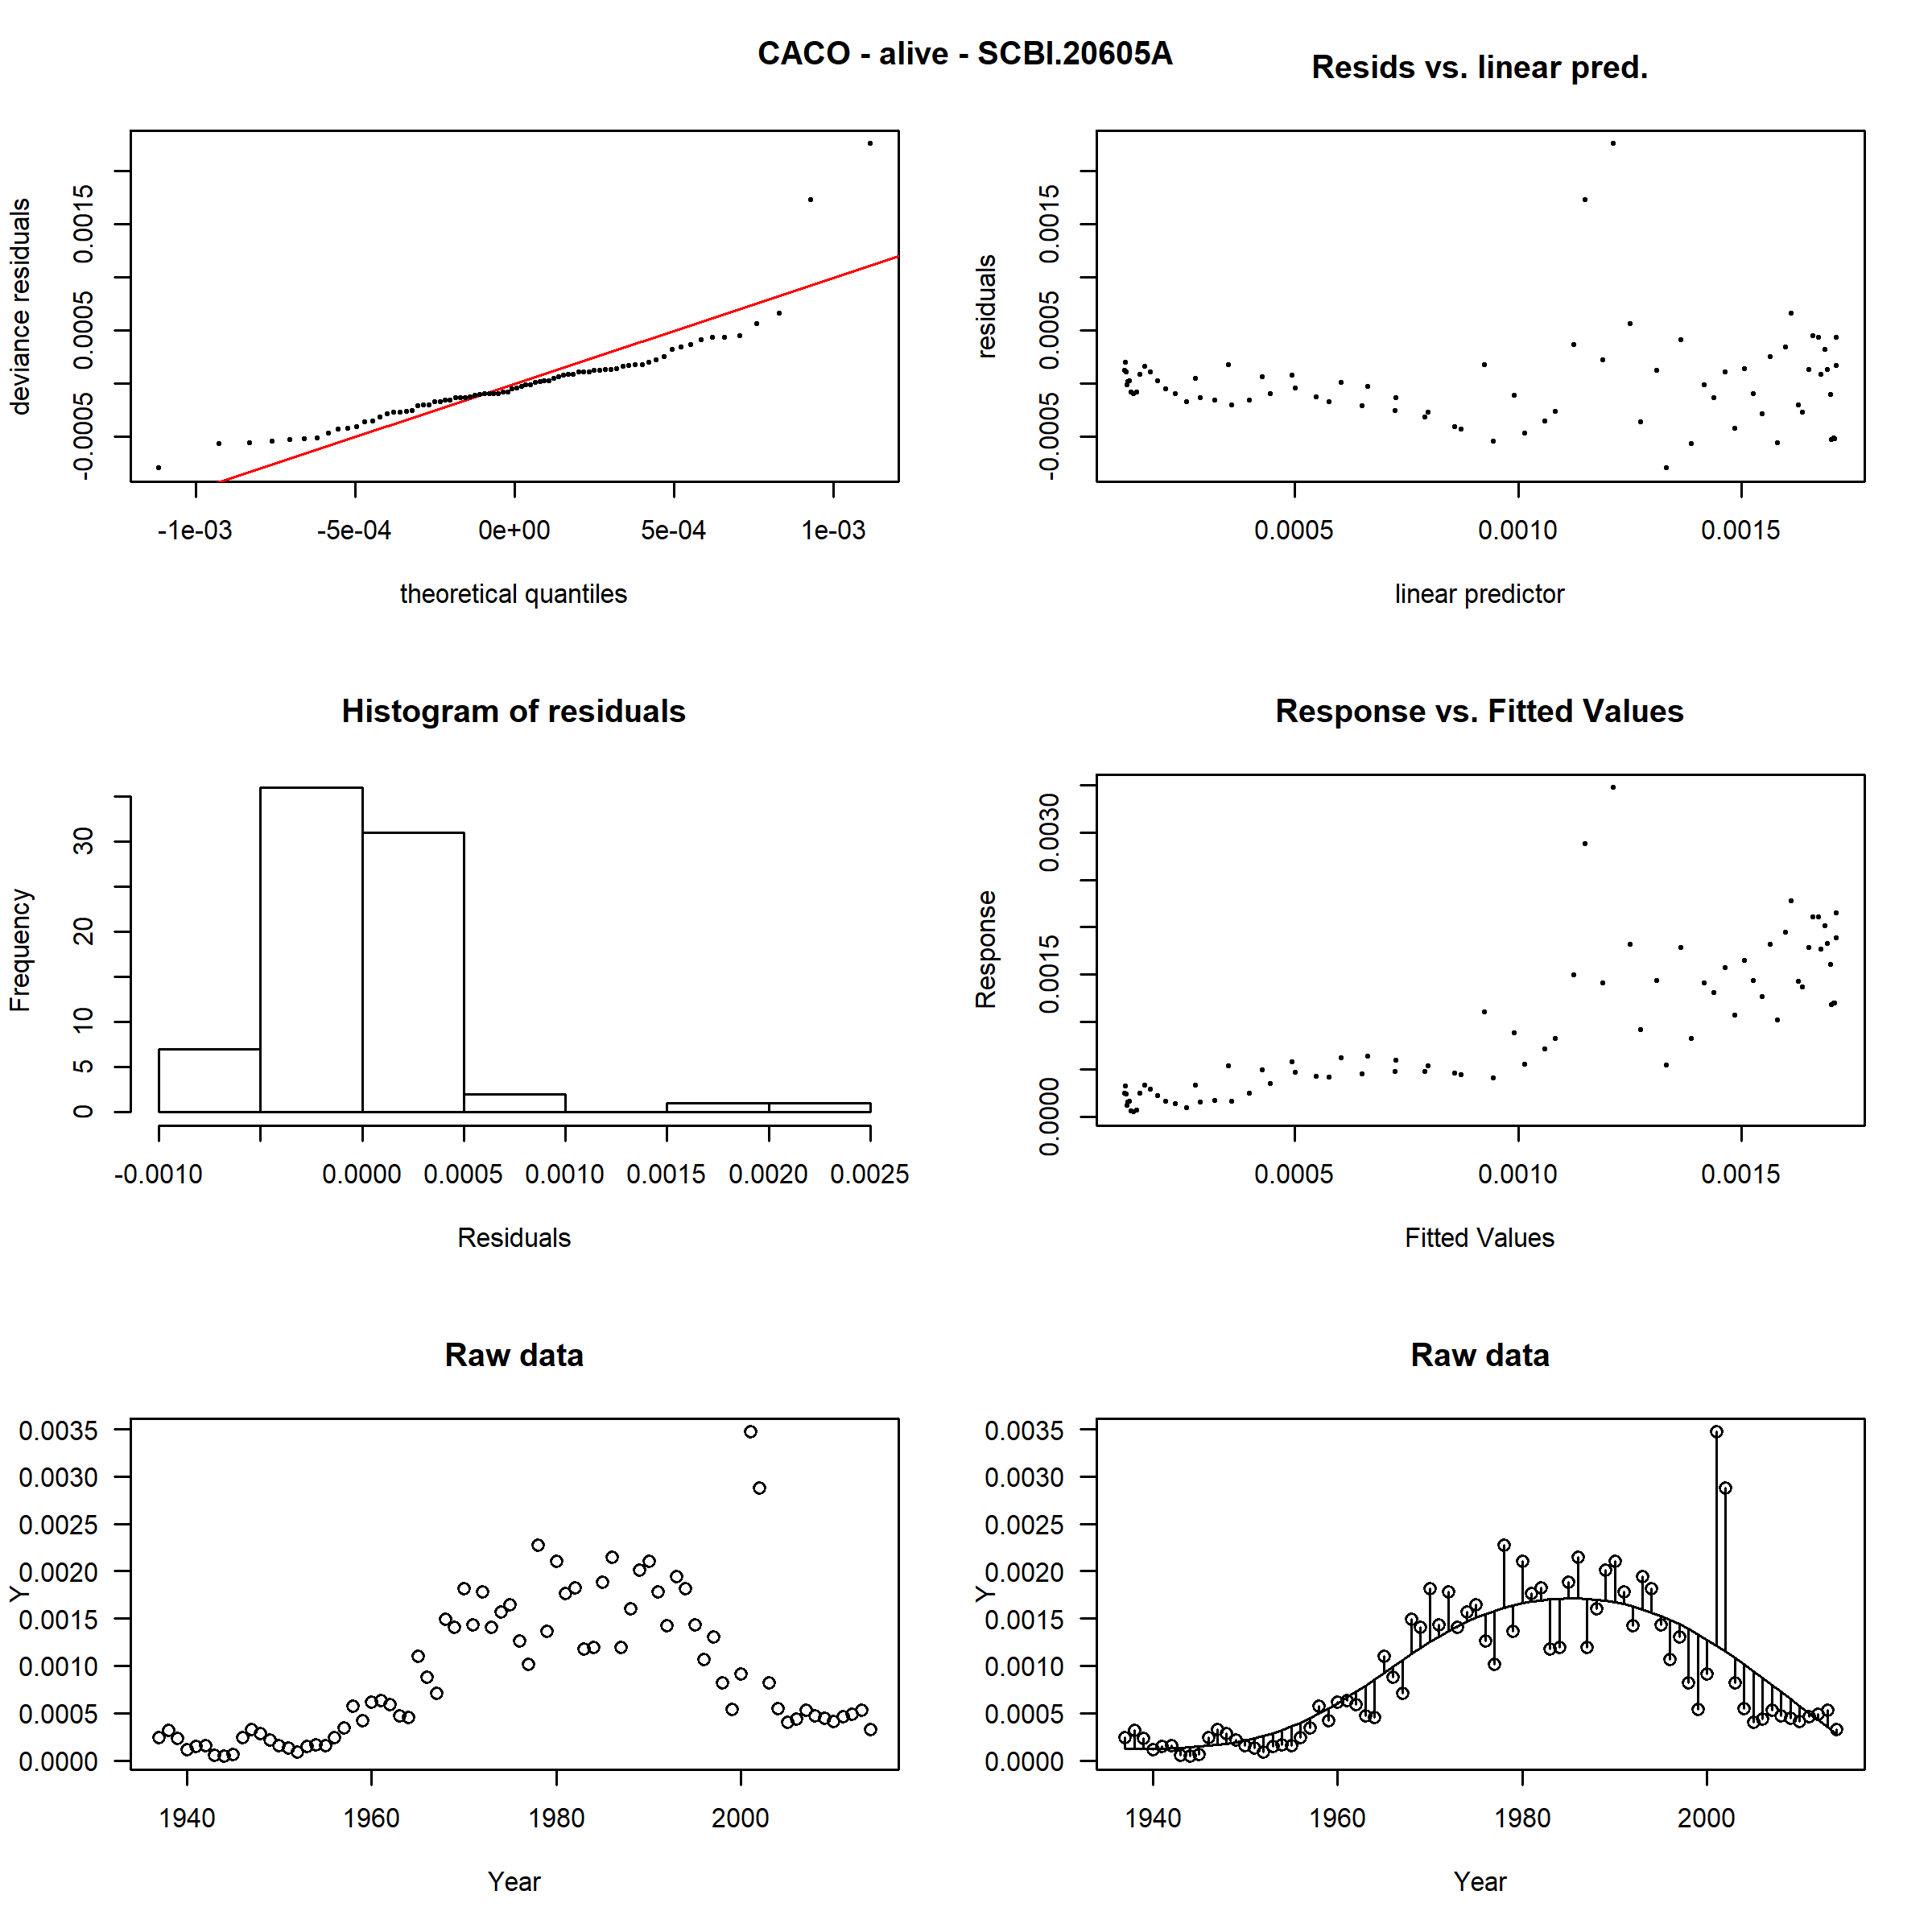 CACO - alive - SCBI.20605A
Resids vs. linear pred.
deviance residuals
-0.0005 0.0005 0.0015
-1e-03 -5e-04 0e+00 5e-04 1e-03
theoretical quantiles
residuals
-0.0005 0.0005 0.0015
0.0005 0.0010 0.0015
linear predictor
Histogram of residuals
Frequency
0 5 10 20 30
-0.0010 0.0000 0.0005 0.0010 0.0015 0.0020 0.0025
Residuals
Response vs. Fitted Values
Response
0.0000 0.0015 0.0030
0.0005 0.0010 0.0015
Fitted Values
Raw data
Y
0.0035
0.0030
0.0025
0.0020
0.0015
0.0010
0.0005
0.0000
1940 1960 1980 2000
Year
Raw data
Y
0.0035
0.0030
0.0025
0.0020
0.0015
0.0010
0.0005
0.0000
1940 1960 1980 2000
Year